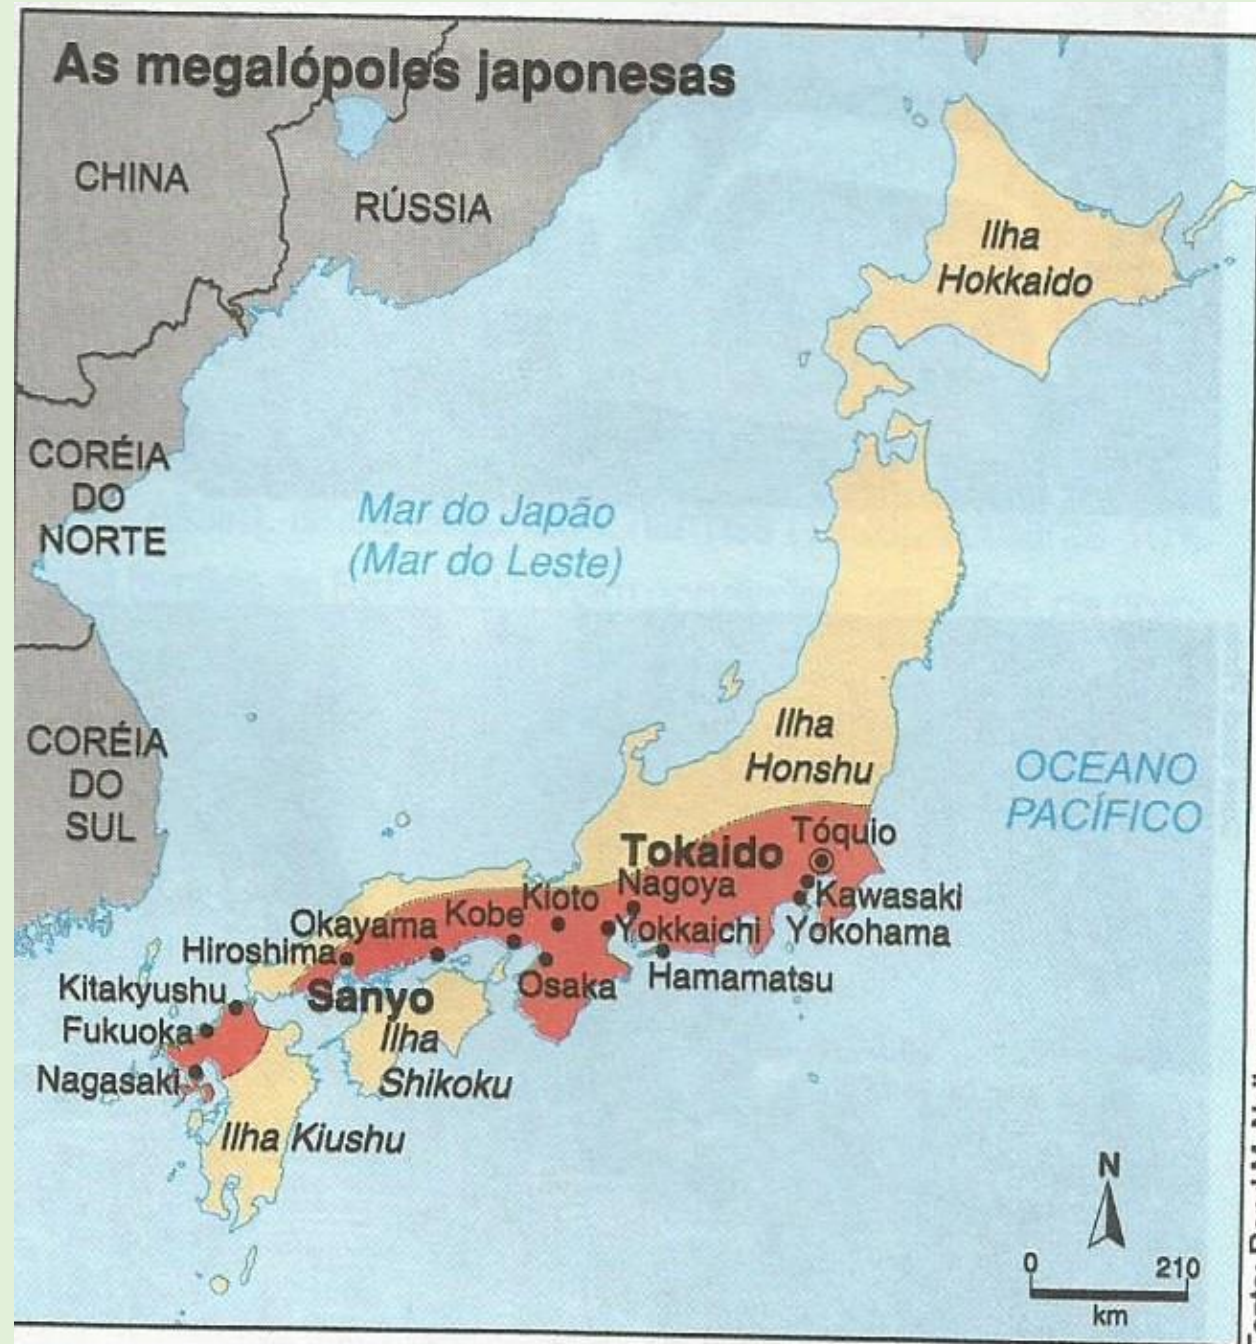 As megalópoles japonesas
CHINA
RÚSSIA
Ilha
Hokkaido
CORÉIA
DO
NORTE
Mar do Japão
(Mar do Leste)
CORÉIA
DO
SUL
Ilha
Honshu
OCEANO
PACÍFICO
Tóquio
Tokaido
Nagoya
Kioto
Kobe
Okayama
Hiroshima
Kawasaki
Yokkaichi
Yokohama
Osaka
Hamamatsu
Kitakyushu
Sanyo
Fukuoka
Ilha
Shikoku
Nagasaki
Ilha Kiushu
N
0
210
km